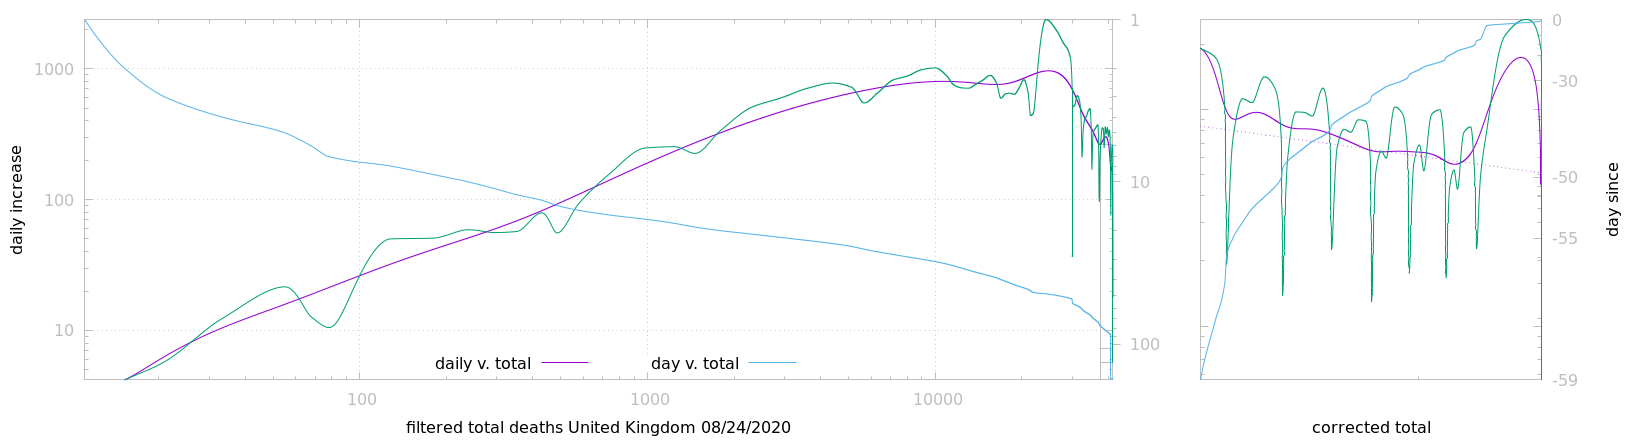 daily increase
1000
100
10
100
1000
10000
daily v. total
day v. total
1
10
100
filtered total deaths United Kingdom 08/24/2020
0
-30
-50
-55
-59
day since
corrected total